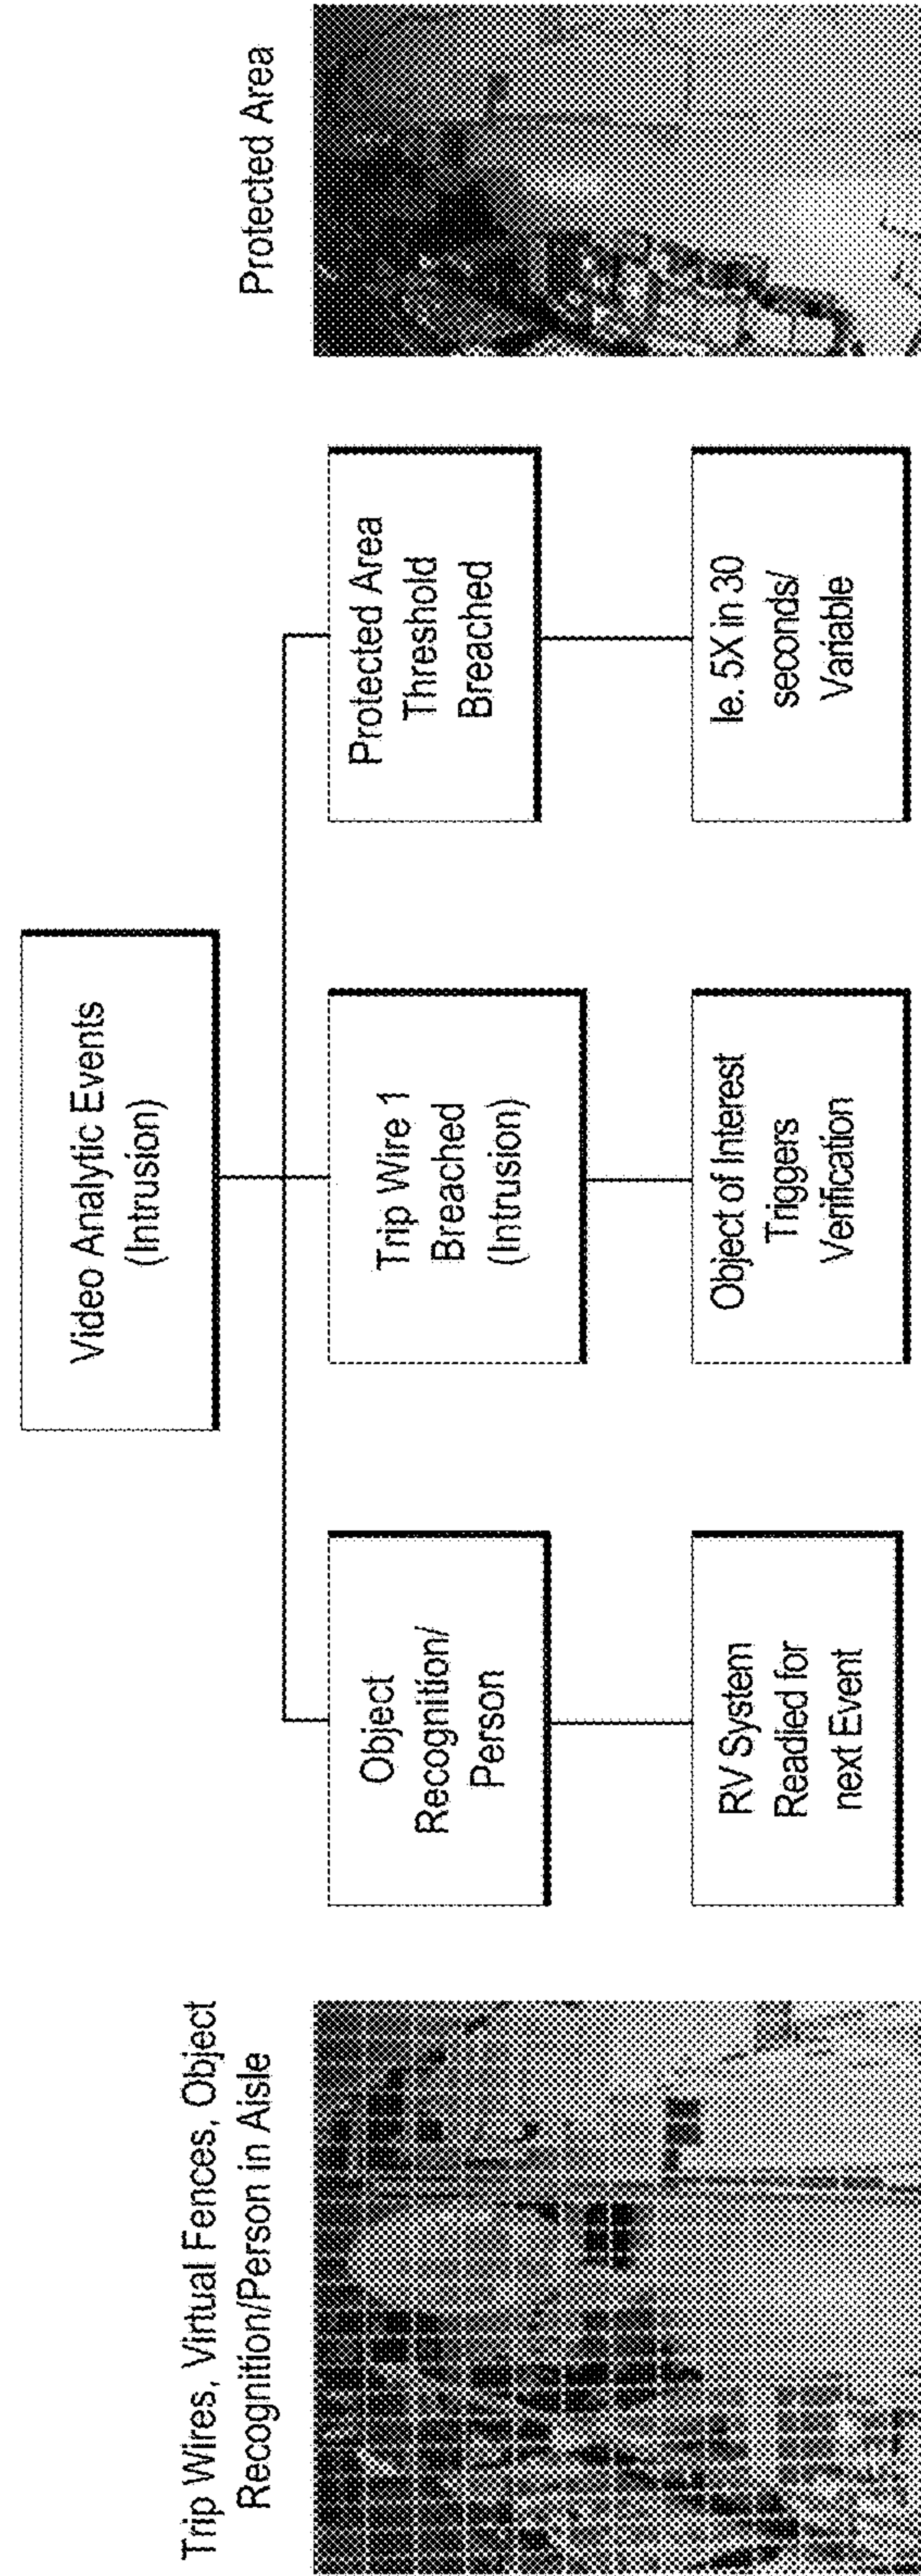 Trip Wires, Virtual Fences, Object
Recognition/Person in Aisle
Video Analytic Events
(Intrusion)
Protected Area
Object
Recognition/
Person
Trip Wire 1
Breached
(Intrusion)
Protected Area
Threshold
Breached
RV System
Readied for
next Event
Object of Interest
Triggers
Verification
Ie. 5X in 30
seconds/
Variable